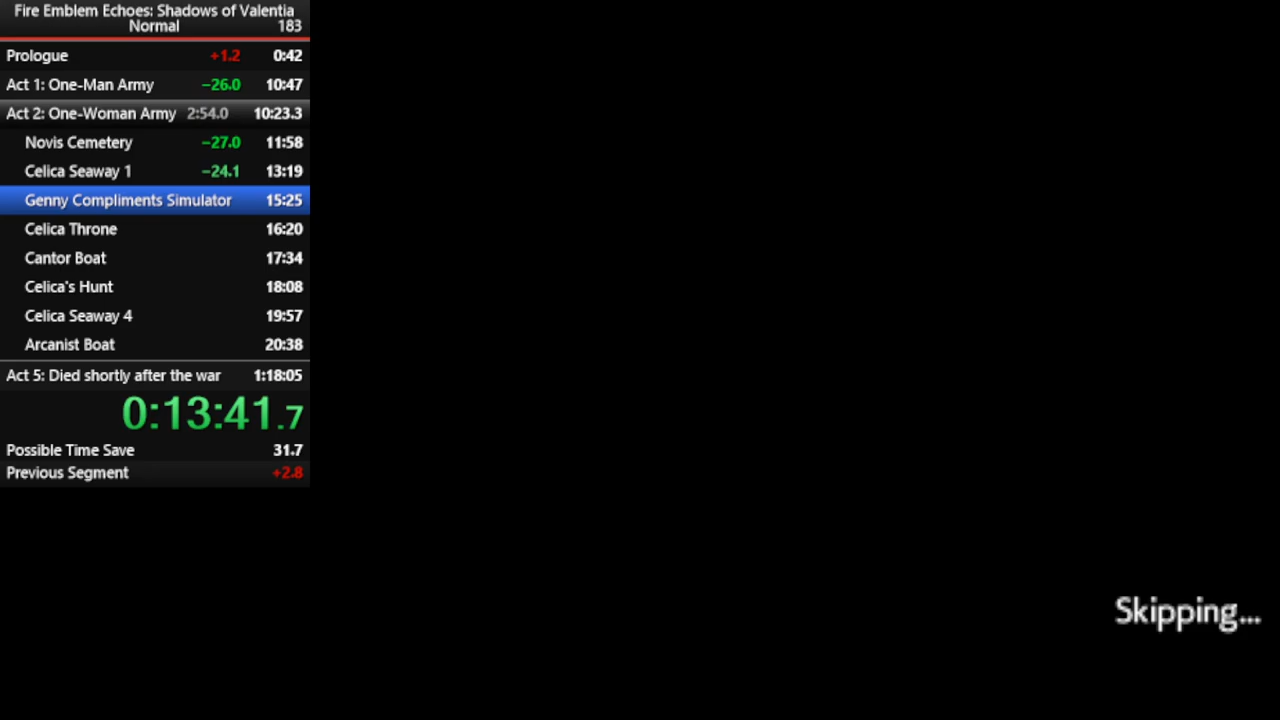 Fire Emblem Echoes: Shadows of Valentia
Normal 183
Prologue +1.2 0:42
Act 1: One-Man Army −26.0 10:47
Act 2: One-Woman Army 2:54.0 10:23.3
Novis Cemetery −27.0 11:58
Celica Seaway 1 −24.1 13:19
Genny Compliments Simulator 15:25
Celica Throne 16:20
Cantor Boat 17:34
Celica's Hunt 18:08
Celica Seaway 4 19:57
Arcanist Boat 20:38
Act 5: Died shortly after the war 1:18:05
0:13:41.7
Possible Time Save 31.7
Previous Segment +2.8
Skipping...